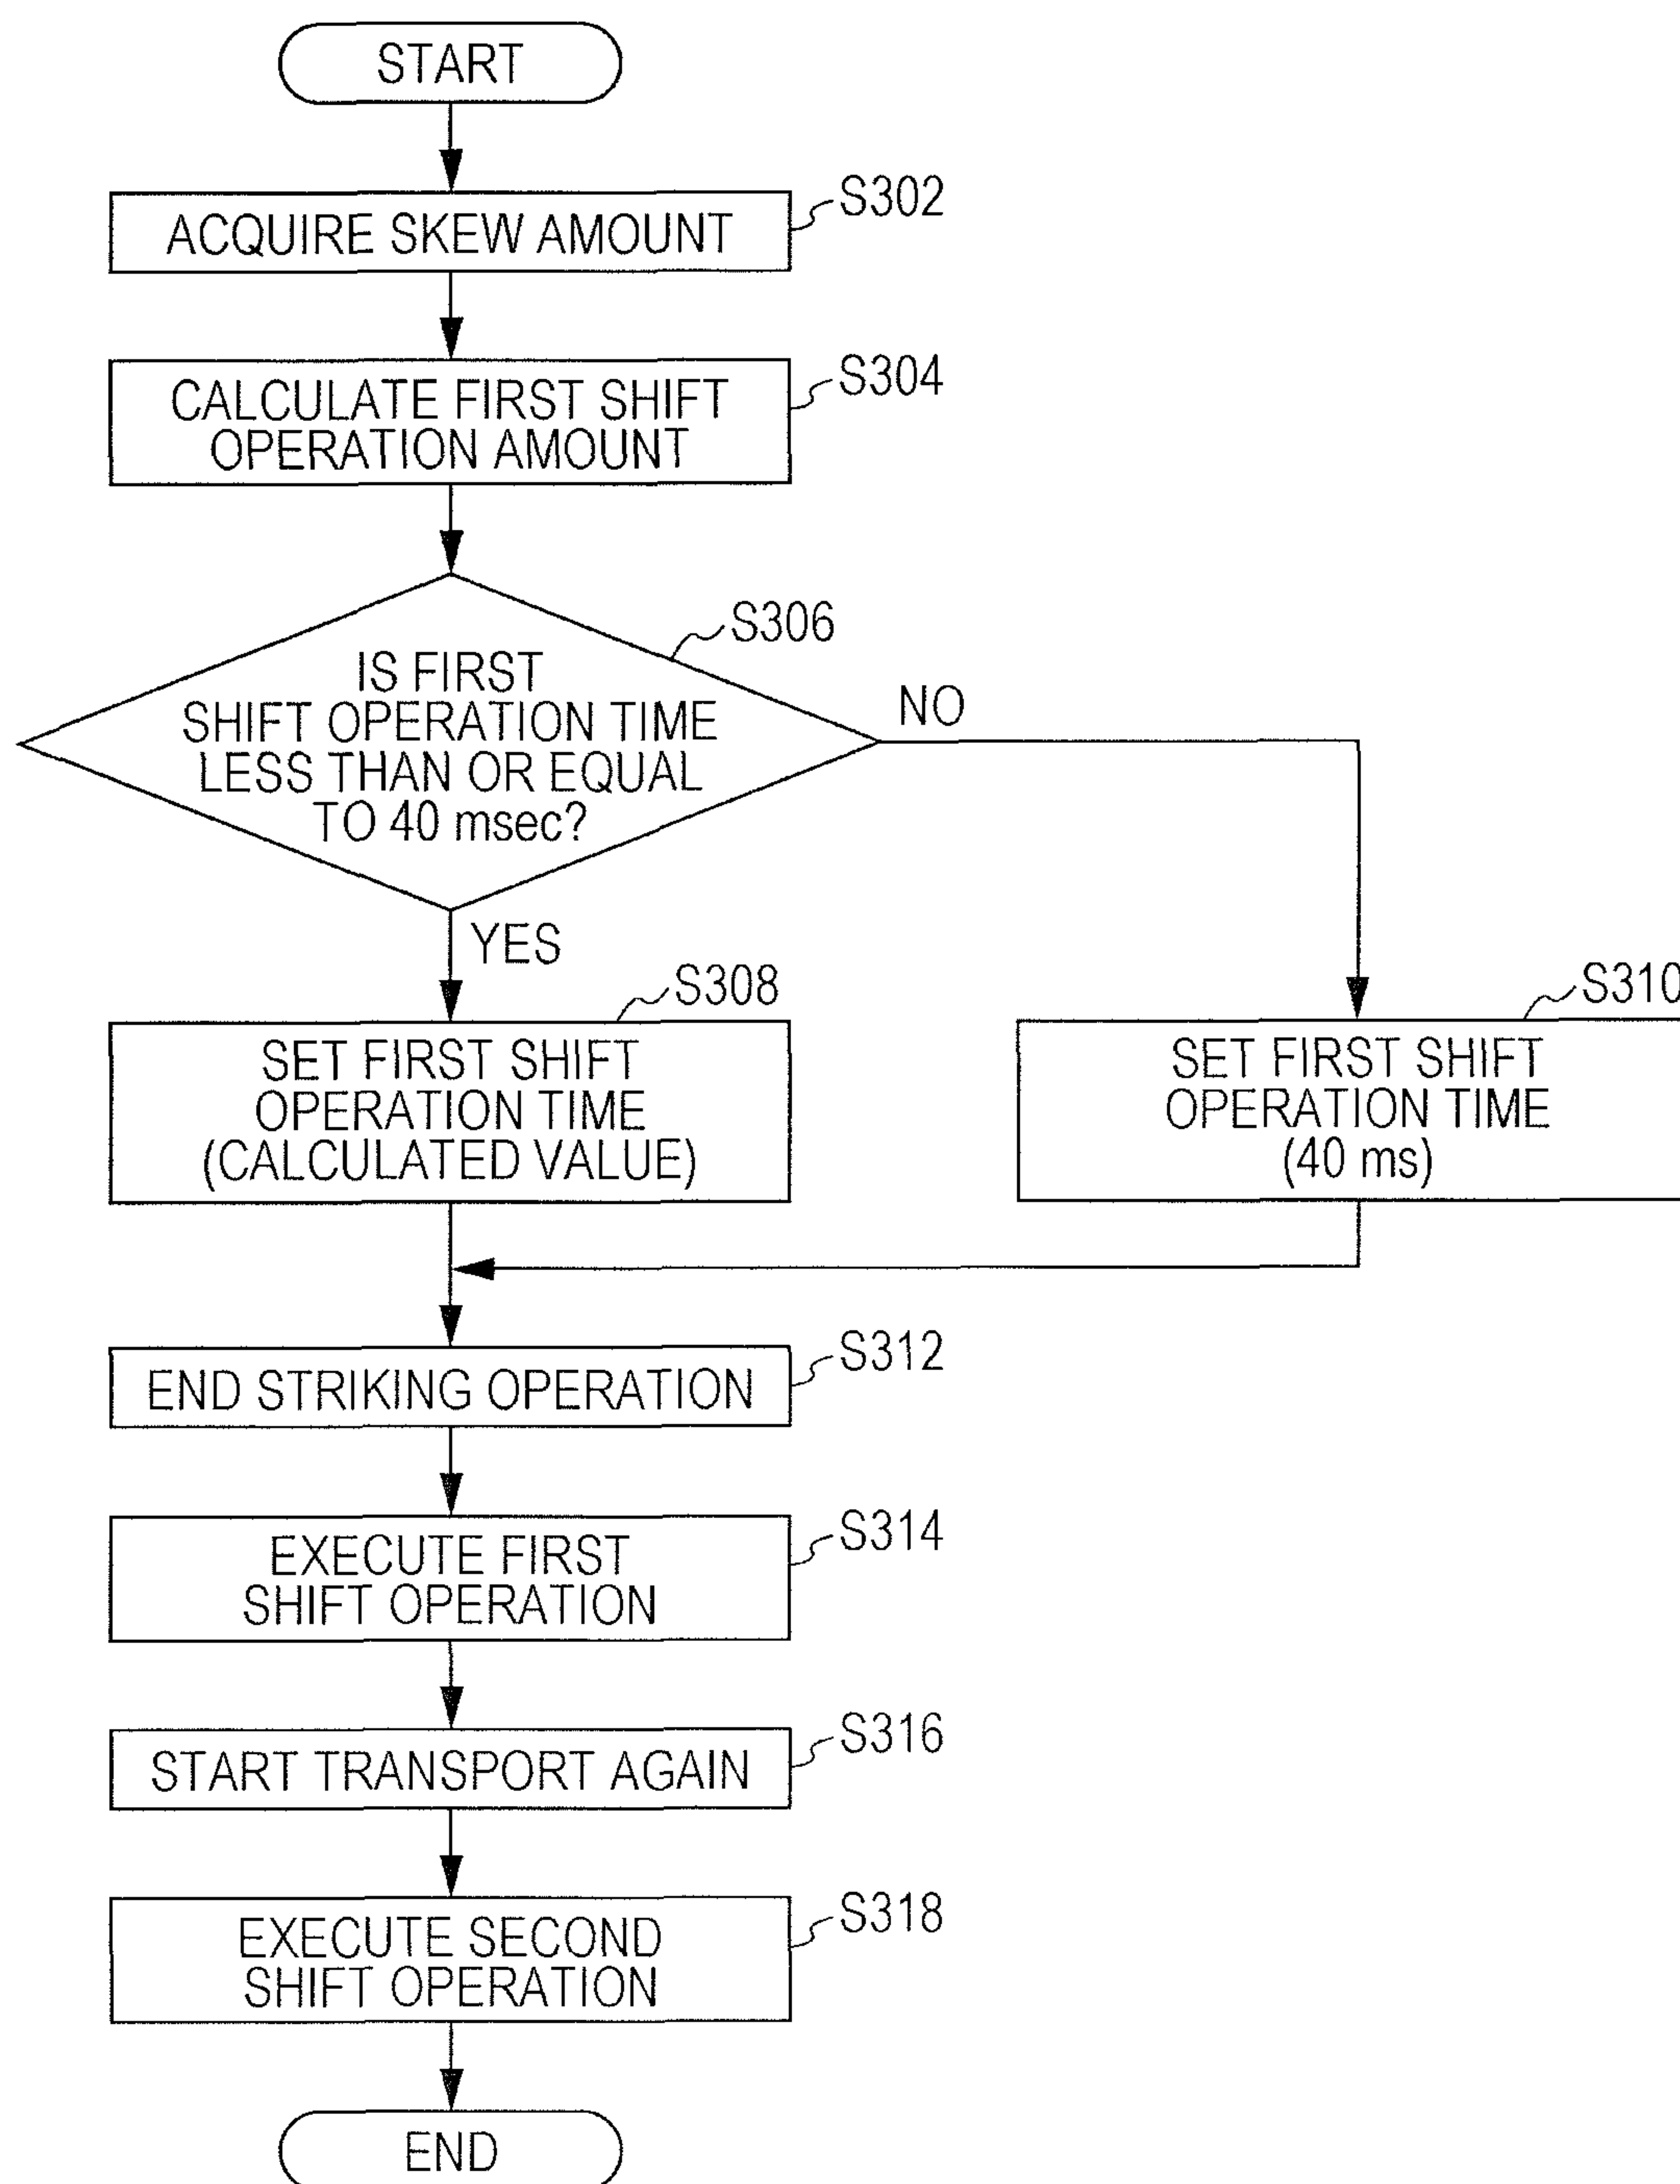 START
S302
ACQUIRE SKEW AMOUNT
S304
CALCULATE FIRST SHIFT
OPERATION AMOUNT
S306
IS FIRST
SHIFT OPERATION TIME
LESS THAN OR EQUAL
TO 40 msec?
NO
YES
S308
SET FIRST SHIFT
OPERATION TIME
(CALCULATED VALUE)
S310
SET FIRST SHIFT
OPERATION TIME
(40 ms)
S312
END STRIKING OPERATION
S314
EXECUTE FIRST
SHIFT OPERATION
S316
START TRANSPORT AGAIN
S318
EXECUTE SECOND
SHIFT OPERATION
END